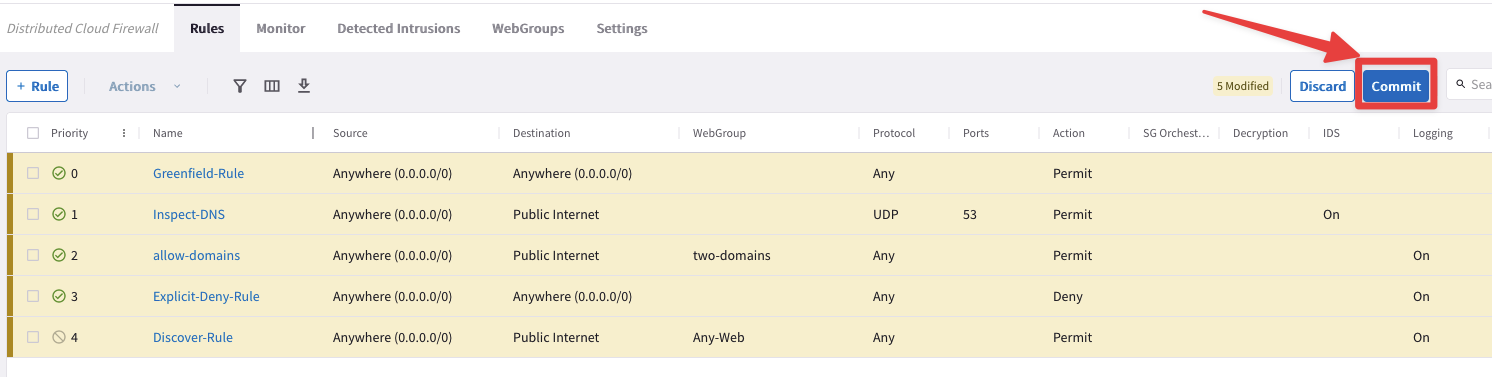 Distributed Cloud Firewall Rules Monitor Detected Intrusions WebGroups Settings
+ Rule Actions 5 Modified Discard Commit Sea
Priority Name Source Destination WebGroup Protocol Ports Action SG Orchest... Decryption IDS Logging
0 Greenfield-Rule Anywhere (0.0.0.0/0) Anywhere (0.0.0.0/0) Any Permit
1 Inspect-DNS Anywhere (0.0.0.0/0) Public Internet UDP 53 Permit On
2 allow-domains Anywhere (0.0.0.0/0) Public Internet two-domains Any Permit On
3 Explicit-Deny-Rule Anywhere (0.0.0.0/0) Anywhere (0.0.0.0/0) Any Deny On
4 Discover-Rule Anywhere (0.0.0.0/0) Public Internet Any-Web Any Permit On